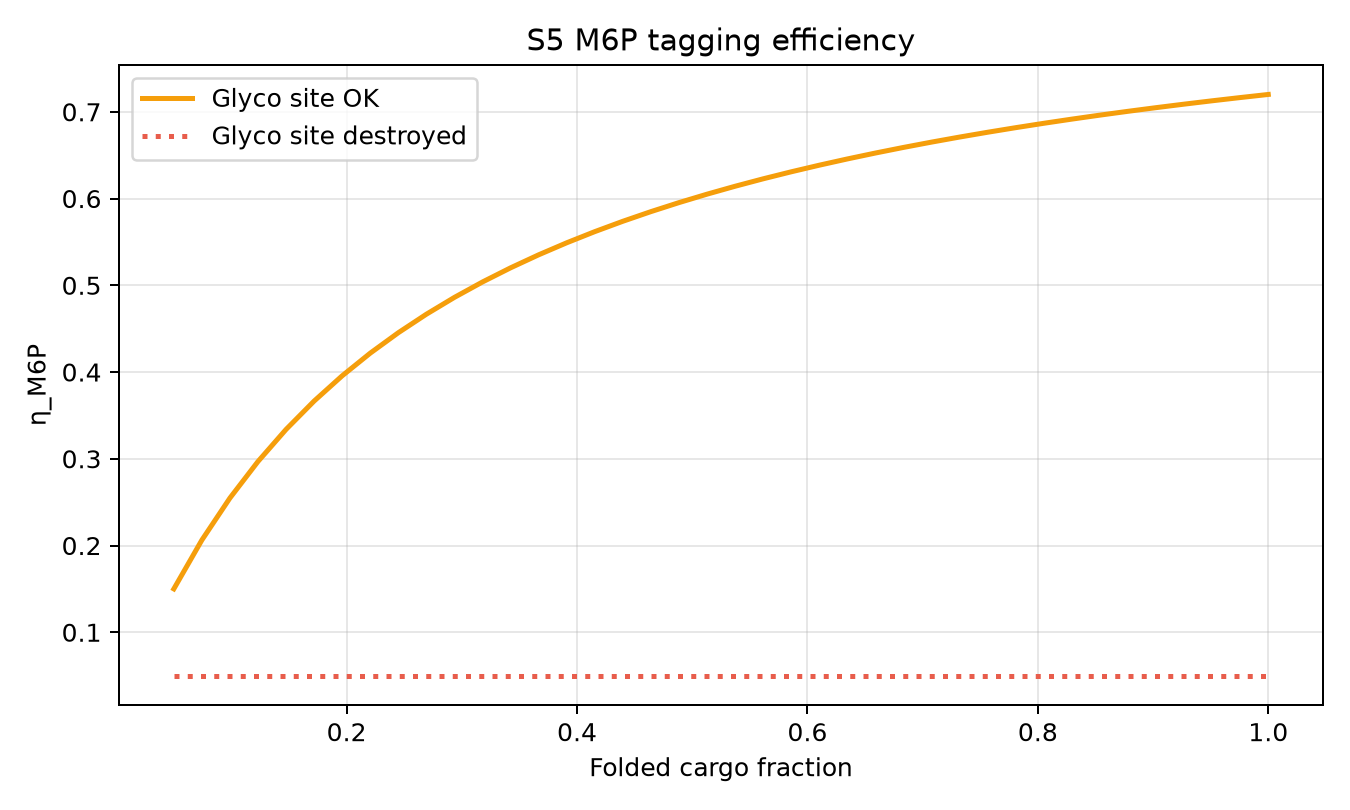 S5 M6P tagging efficiency
Glyco site OK
Glyco site destroyed
0.7
0.6
0.5
0.4
0.3
0.2
0.1
η_M6P
0.2 0.4 0.6 0.8 1.0
Folded cargo fraction